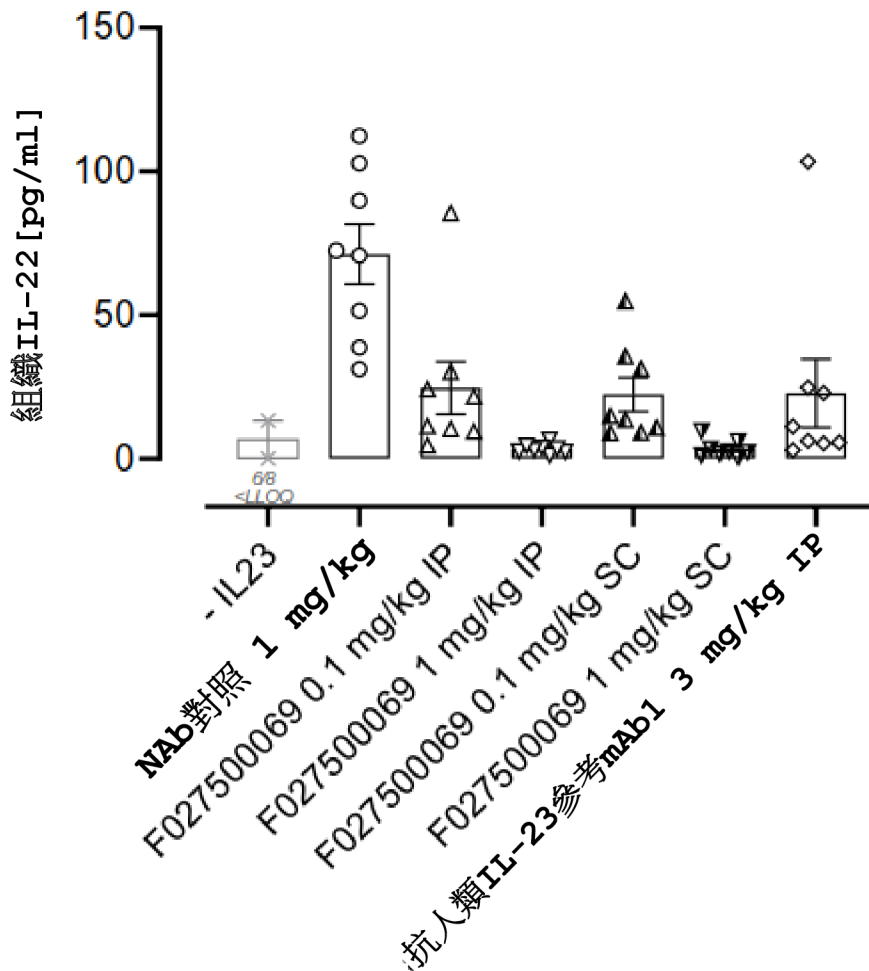 組織IL-22[pg/ml]
150
100
50
0
6/8
<LLOQ
- IL23
NAb對照 1 mg/kg
F027500069 0.1 mg/kg IP
F027500069 1 mg/kg IP
F027500069 0.1 mg/kg SC
F027500069 1 mg/kg SC
抗人類IL-23參考mAb1 3 mg/kg IP